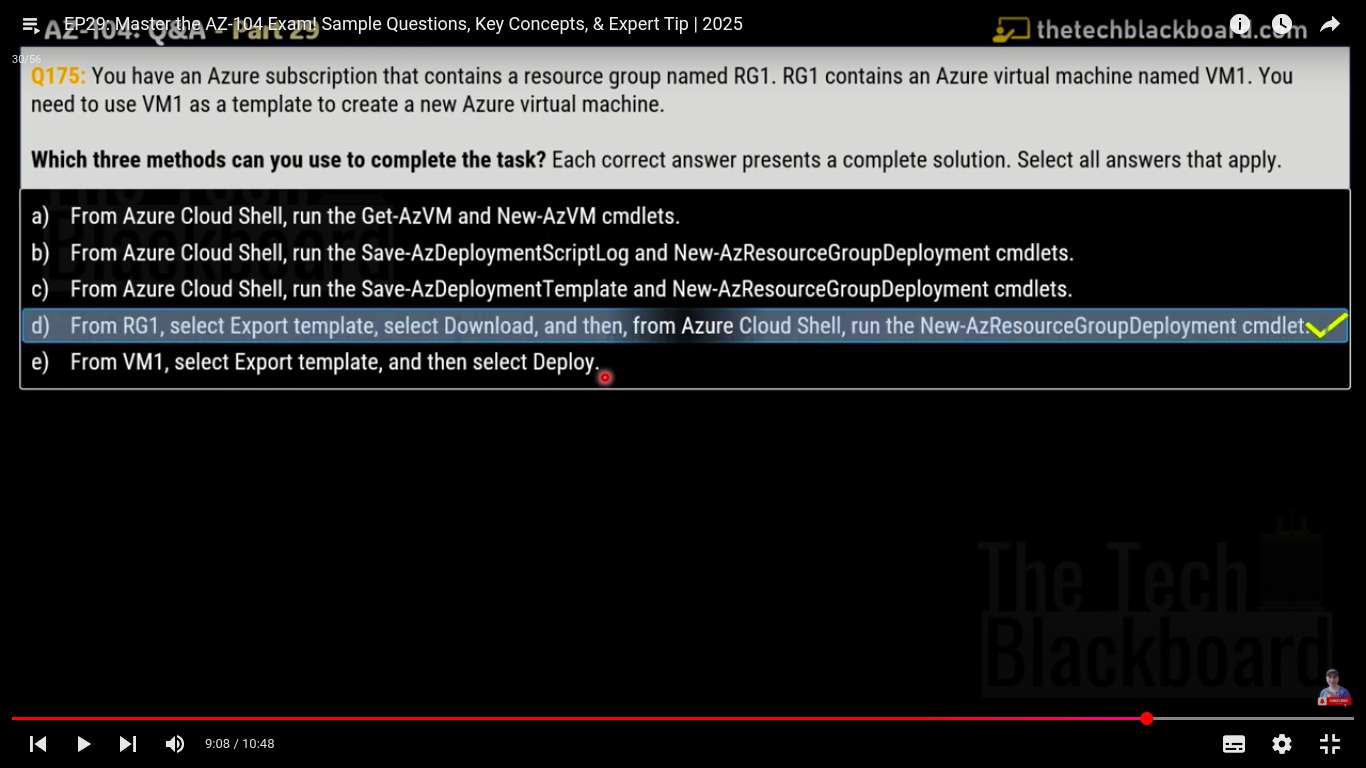 EP29: Master the AZ-104 Exam! Sample Questions, Key Concepts, & Expert Tip | 2025
AZ-104: Q&A - Part 29
thetechblackboard.com
30/56
Q175: You have an Azure subscription that contains a resource group named RG1. RG1 contains an Azure virtual machine named VM1. You
need to use VM1 as a template to create a new Azure virtual machine.
Which three methods can you use to complete the task? Each correct answer presents a complete solution. Select all answers that apply.
a) From Azure Cloud Shell, run the Get-AzVM and New-AzVM cmdlets.
b) From Azure Cloud Shell, run the Save-AzDeploymentScriptLog and New-AzResourceGroupDeployment cmdlets.
c) From Azure Cloud Shell, run the Save-AzDeploymentTemplate and New-AzResourceGroupDeployment cmdlets.
d) From RG1, select Export template, select Download, and then, from Azure Cloud Shell, run the New-AzResourceGroupDeployment cmdlet.
e) From VM1, select Export template, and then select Deploy.
The Tech
Blackboard
9:08 / 10:48